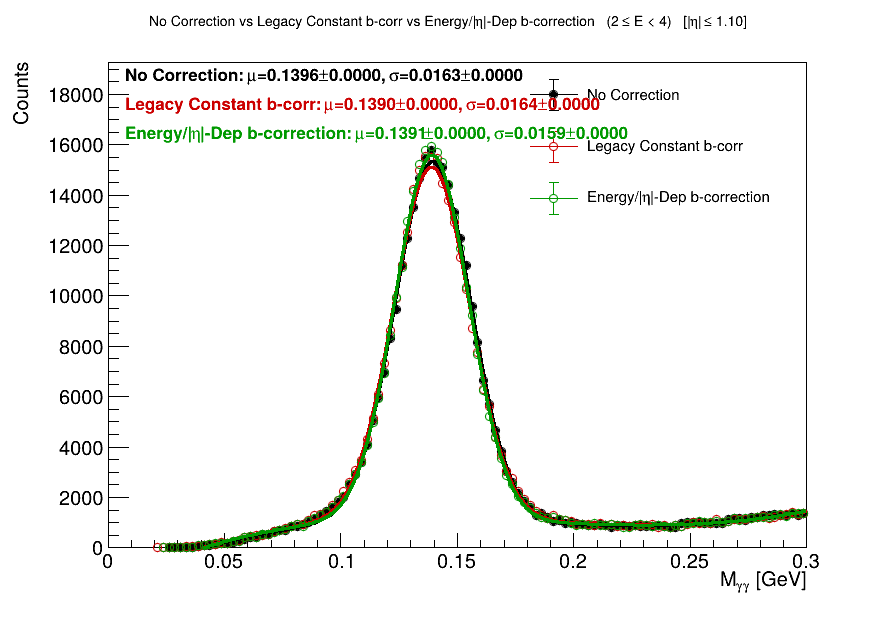 No Correction vs Legacy Constant b-corr vs Energy/|η|-Dep b-correction (2 ≤ E < 4) [|η| ≤ 1.10]
Counts
No Correction: μ=0.1396±0.0000, σ=0.0163±0.0000
Legacy Constant b-corr: μ=0.1390±0.0000, σ=0.0164±0.0000
Energy/|η|-Dep b-correction: μ=0.1391±0.0000, σ=0.0159±0.0000
No Correction
Legacy Constant b-corr
Energy/|η|-Dep b-correction
18000
16000
14000
12000
10000
8000
6000
4000
2000
0
0 0.05 0.1 0.15 0.2 0.25 0.3
Mγγ [GeV]